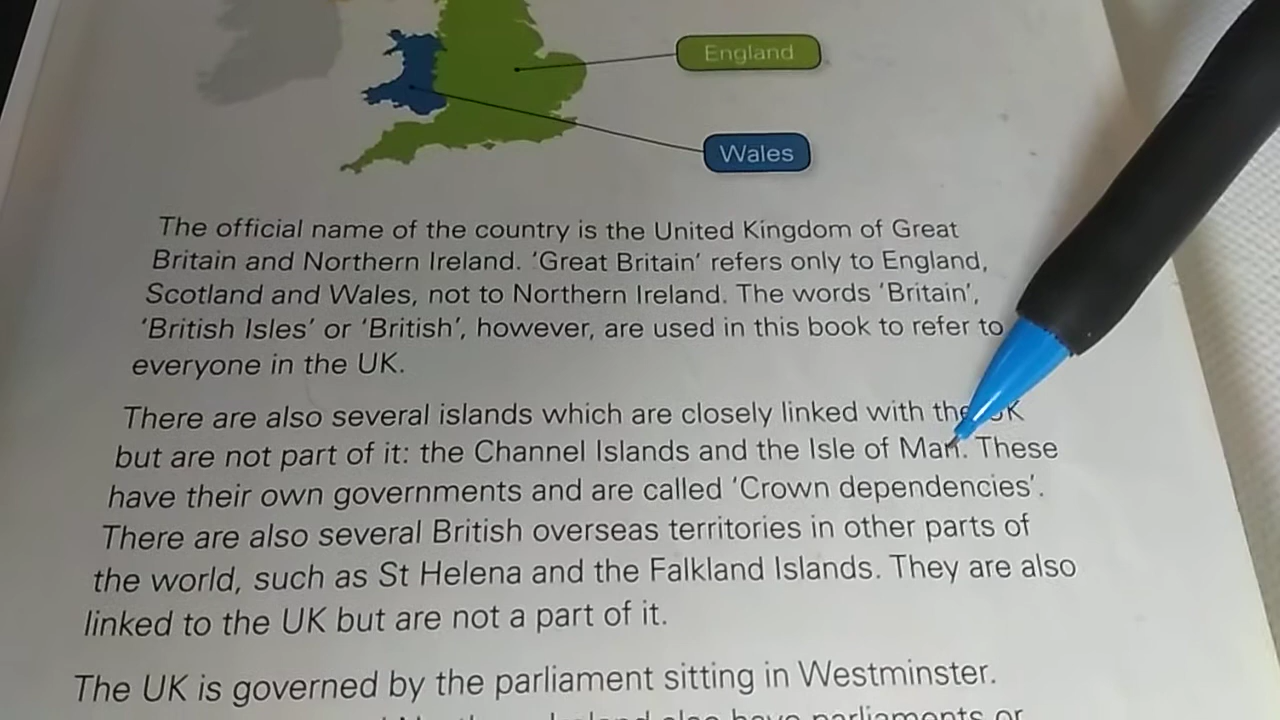 England
Wales
The official name of the country is the United Kingdom of Great
Britain and Northern Ireland. ‘Great Britain’ refers only to England,
Scotland and Wales, not to Northern Ireland. The words ‘Britain’,
‘British Isles’ or ‘British’, however, are used in this book to refer to
everyone in the UK.
There are also several islands which are closely linked with the UK
but are not part of it: the Channel Islands and the Isle of Man. These
have their own governments and are called ‘Crown dependencies’.
There are also several British overseas territories in other parts of
the world, such as St Helena and the Falkland Islands. They are also
linked to the UK but are not a part of it.
The UK is governed by the parliament sitting in Westminster.
Ireland also have parliaments or